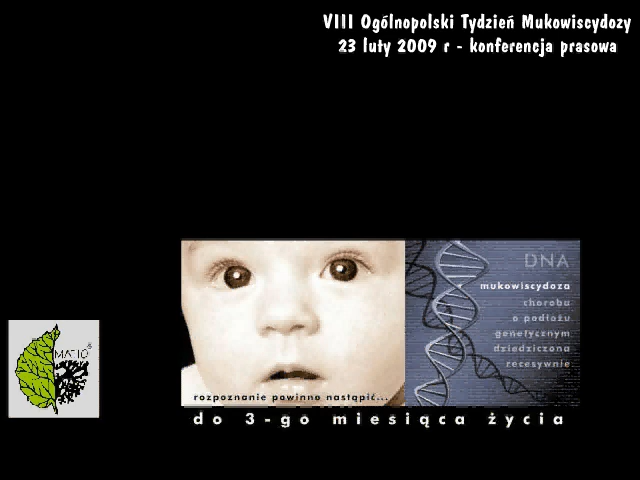 VIII Ogólnopolski Tydzień Mukowiscydozy
23 luty 2009 r - konferencja prasowa
DNA
mukowiscydoza
choroba
o podłożu
genetycznym
dziedziczona
recesywnie
MATIO®
rozpoznanie powinno nastąpić...
do 3-go miesiąca życia